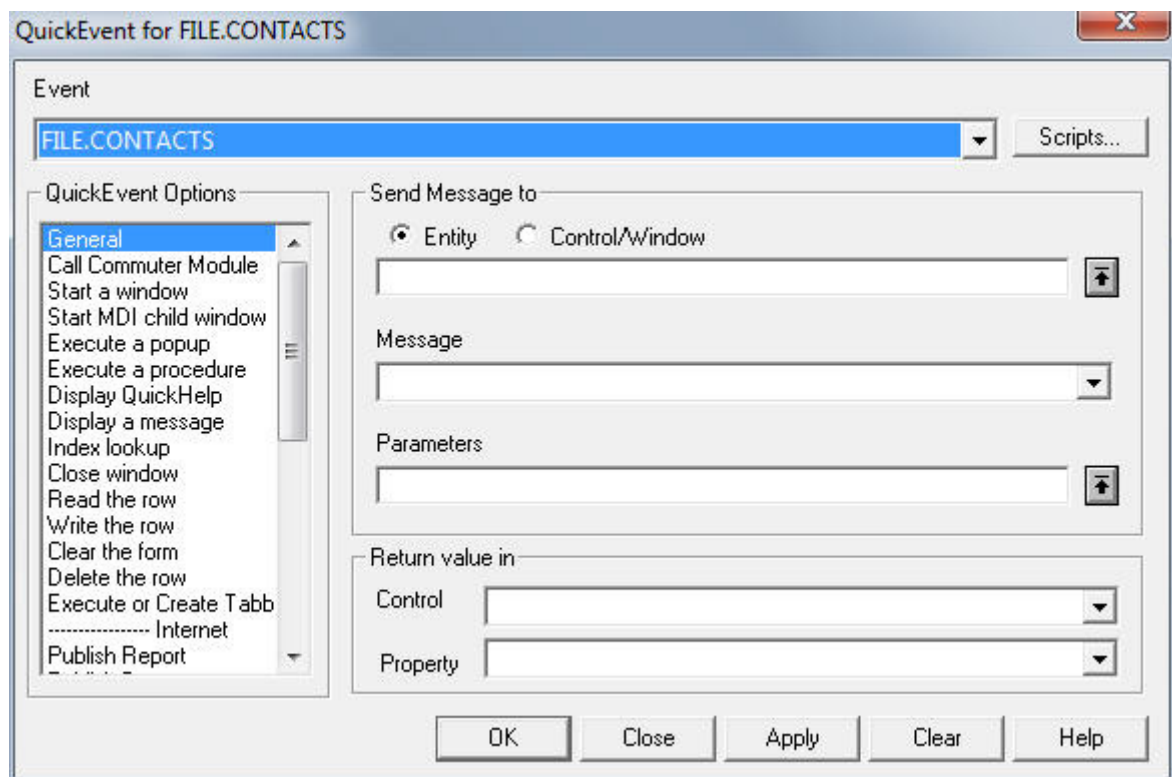 QuickEvent for FILE.CONTACTS
Event
FILE.CONTACTS
Scripts...
QuickEvent Options
General
Call Commuter Module
Start a window
Start MDI child window
Execute a popup
Execute a procedure
Display QuickHelp
Display a message
Index lookup
Close window
Read the row
Write the row
Clear the form
Delete the row
Execute or Create Tabb
---------------- Internet
Publish Report
Send Message to
Entity Control/Window
Message
Parameters
Return value in
Control
Property
OK Close Apply Clear Help